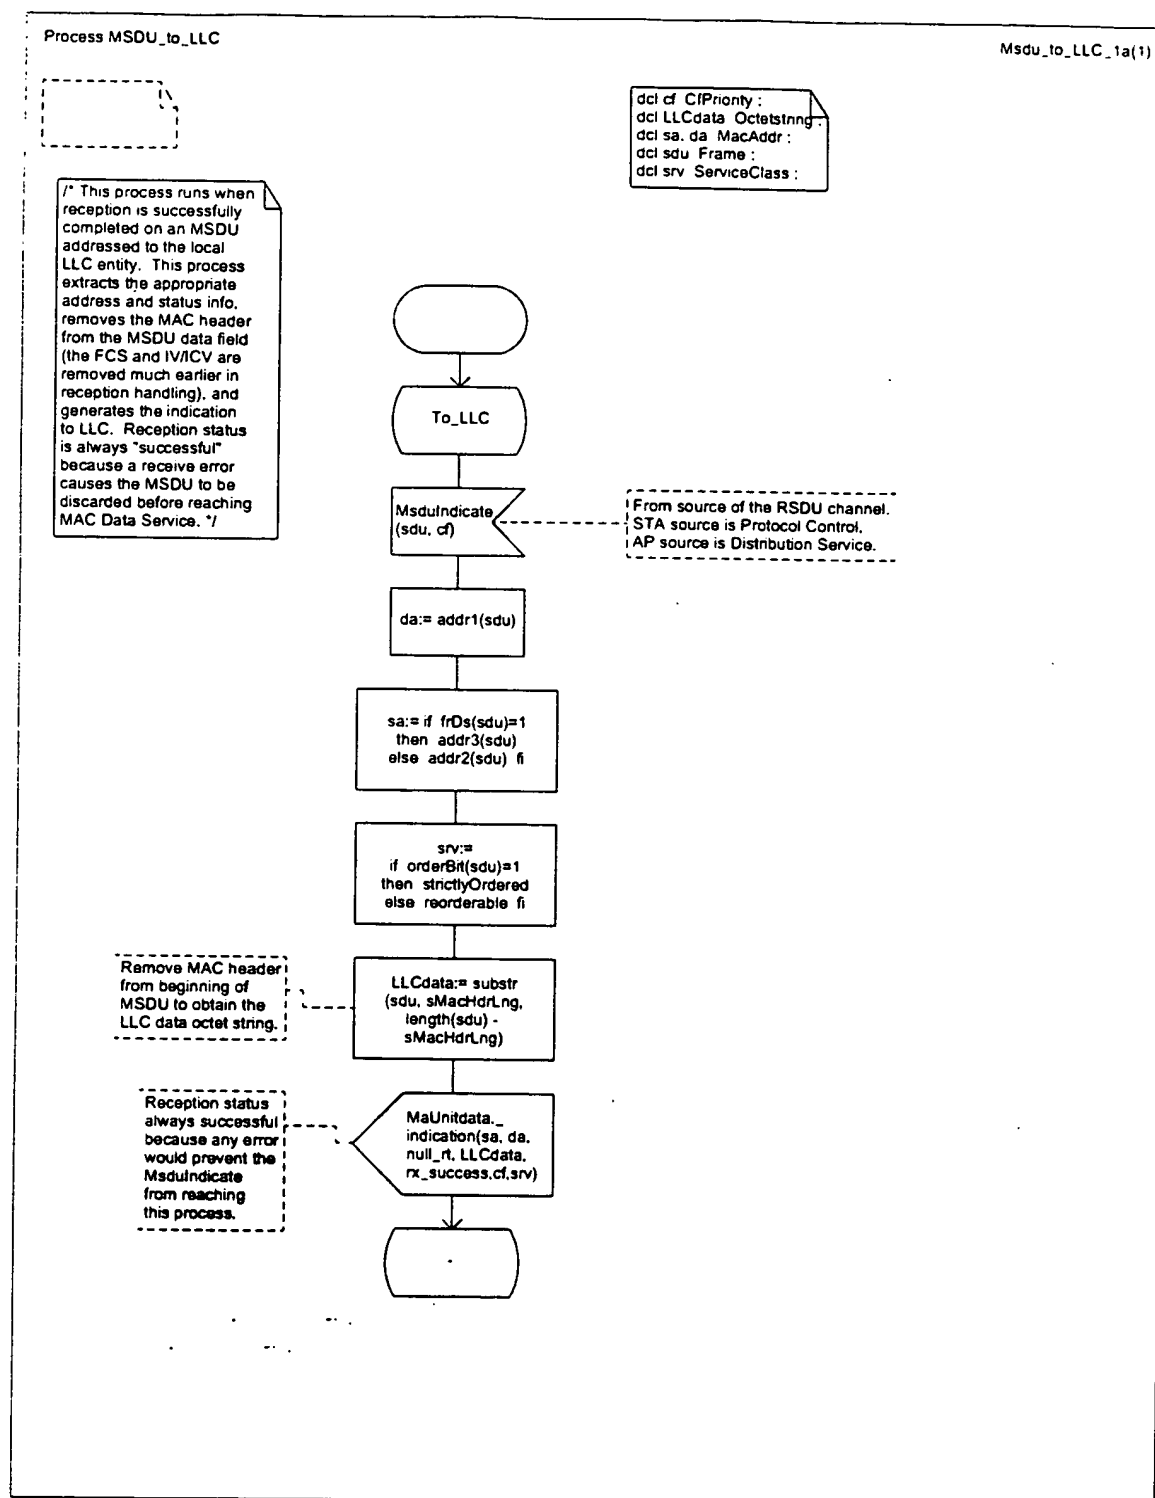 Process MSDU_to_LLC
Msdu_to_LLC_1a(1)
dcl cf CfPriority ;
dcl LLCdata Octetstring ;
dcl sa, da MacAddr ;
dcl sdu Frame ;
dcl srv ServiceClass ;
/* This process runs when
reception is successfully
completed on an MSDU
addressed to the local
LLC entity. This process
extracts the appropriate
address and status info,
removes the MAC header
from the MSDU data field
(the FCS and IV/ICV are
removed much earlier in
reception handling), and
generates the indication
to LLC. Reception status
is always "successful"
because a receive error
causes the MSDU to be
discarded before reaching
MAC Data Service. */
To_LLC
MsduIndicate
(sdu, cf)
From source of the RSDU channel.
STA source is Protocol Control,
AP source is Distribution Service.
da:= addr1(sdu)
sa:= if frDs(sdu)=1
then addr3(sdu)
else addr2(sdu) fi
srv:=
if orderBit(sdu)=1
then strictlyOrdered
else reorderable fi
Remove MAC header
from beginning of
MSDU to obtain the
LLC data octet string.
LLCdata:= substr
(sdu, sMacHdrLng,
length(sdu) -
sMacHdrLng)
Reception status
always successful
because any error
would prevent the
MsduIndicate
from reaching
this process.
MaUnitdata._
indication(sa, da,
null_rt, LLCdata,
rx_success,cf,srv)
-